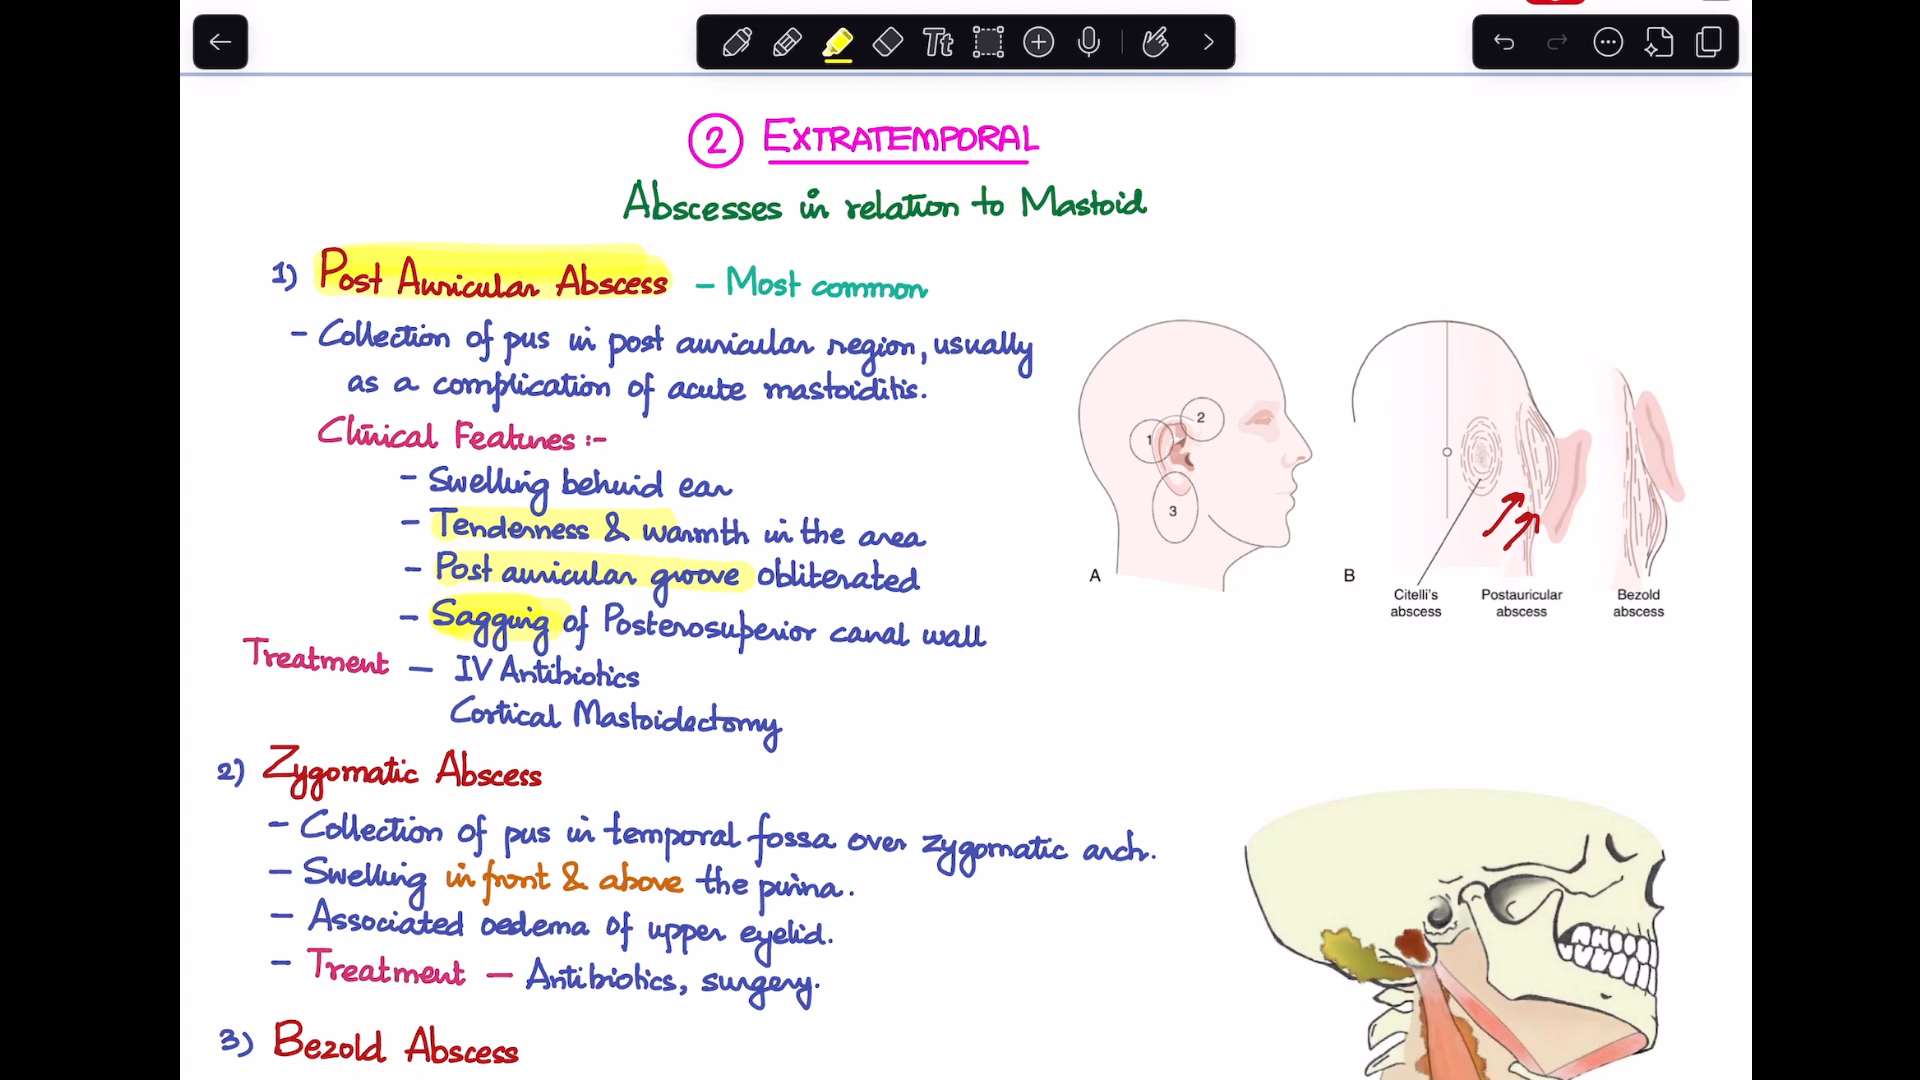 Tt
2 EXTRATEMPORAL
Abscesses in relation to Mastoid
1) Post Auricular Abscess - Most common
- Collection of pus in post auricular region, usually
as a complication of acute mastoiditis.
Clinical Features :-
- Swelling behind ear
- Tenderness & warmth in the area
- Post auricular groove obliterated
- Sagging of Posterosuperior canal wall
Treatment - IV Antibiotics
Cortical Mastoidectomy
1
2
3
A
B
Citelli's
abscess
Postauricular
abscess
Bezold
abscess
2) Zygomatic Abscess
- Collection of pus in temporal fossa over zygomatic arch.
- Swelling in front & above the pinna.
- Associated oedema of upper eyelid.
- Treatment - Antibiotics, surgery.
3) Bezold Abscess